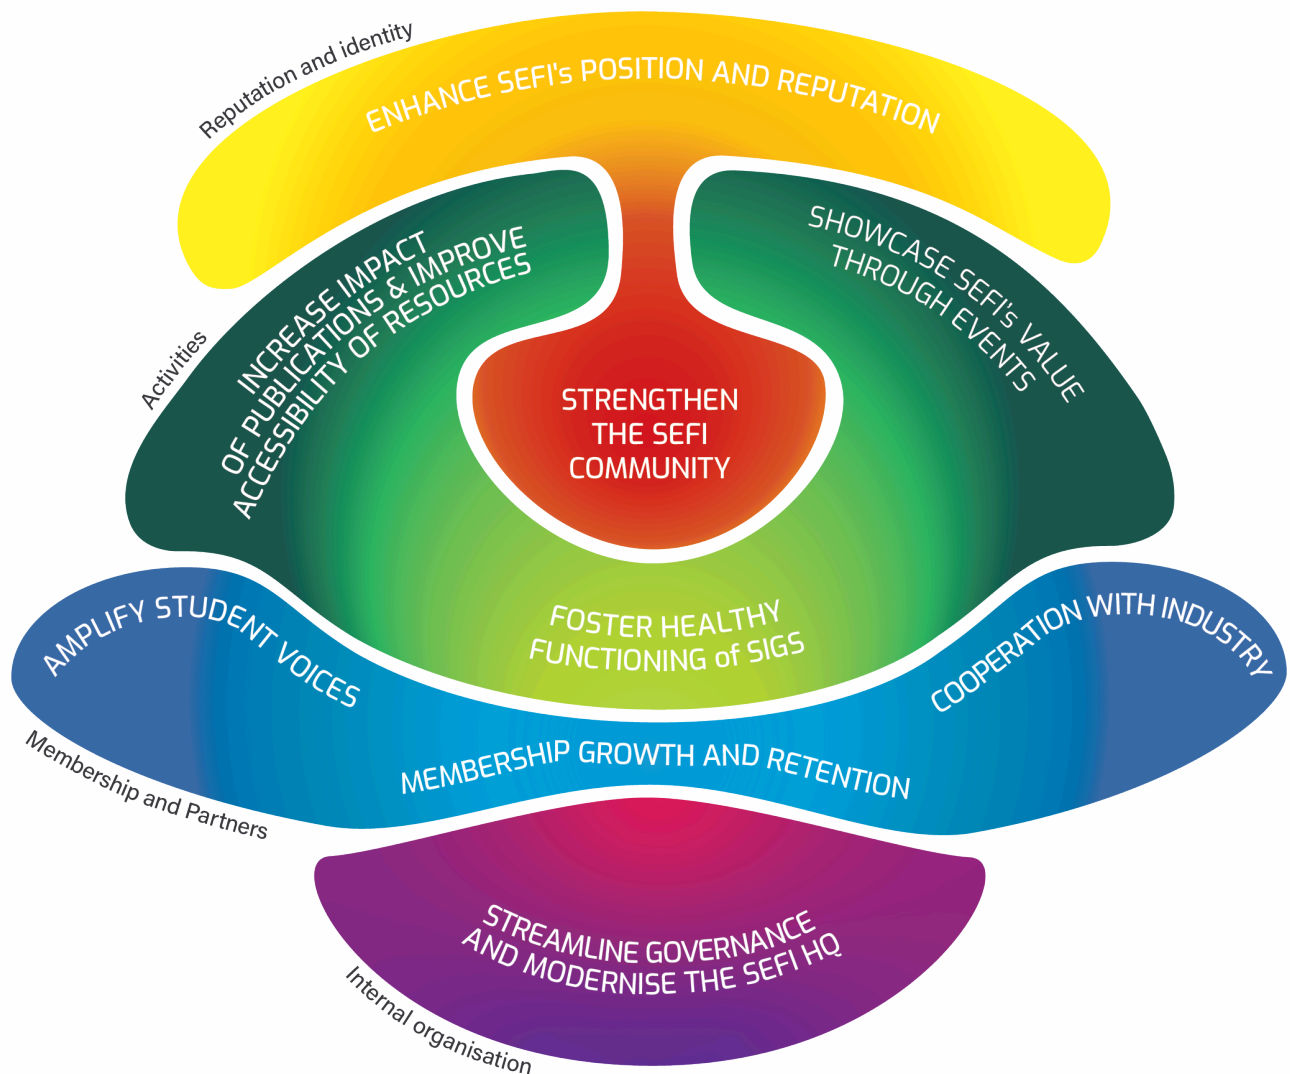 Reputation and identity
ENHANCE SEFI's POSITION AND REPUTATION
Activities
INCREASE IMPACT
OF PUBLICATIONS & IMPROVE
ACCESSIBILITY OF RESOURCES
SHOWCASE SEFI's VALUE
THROUGH EVENTS
STRENGTHEN
THE SEFI
COMMUNITY
FOSTER HEALTHY
FUNCTIONING of SIGS
AMPLIFY STUDENT VOICES
COOPERATION WITH INDUSTRY
MEMBERSHIP GROWTH AND RETENTION
Membership and Partners
STREAMLINE GOVERNANCE
AND MODERNISE THE SEFI HQ
Internal organisation